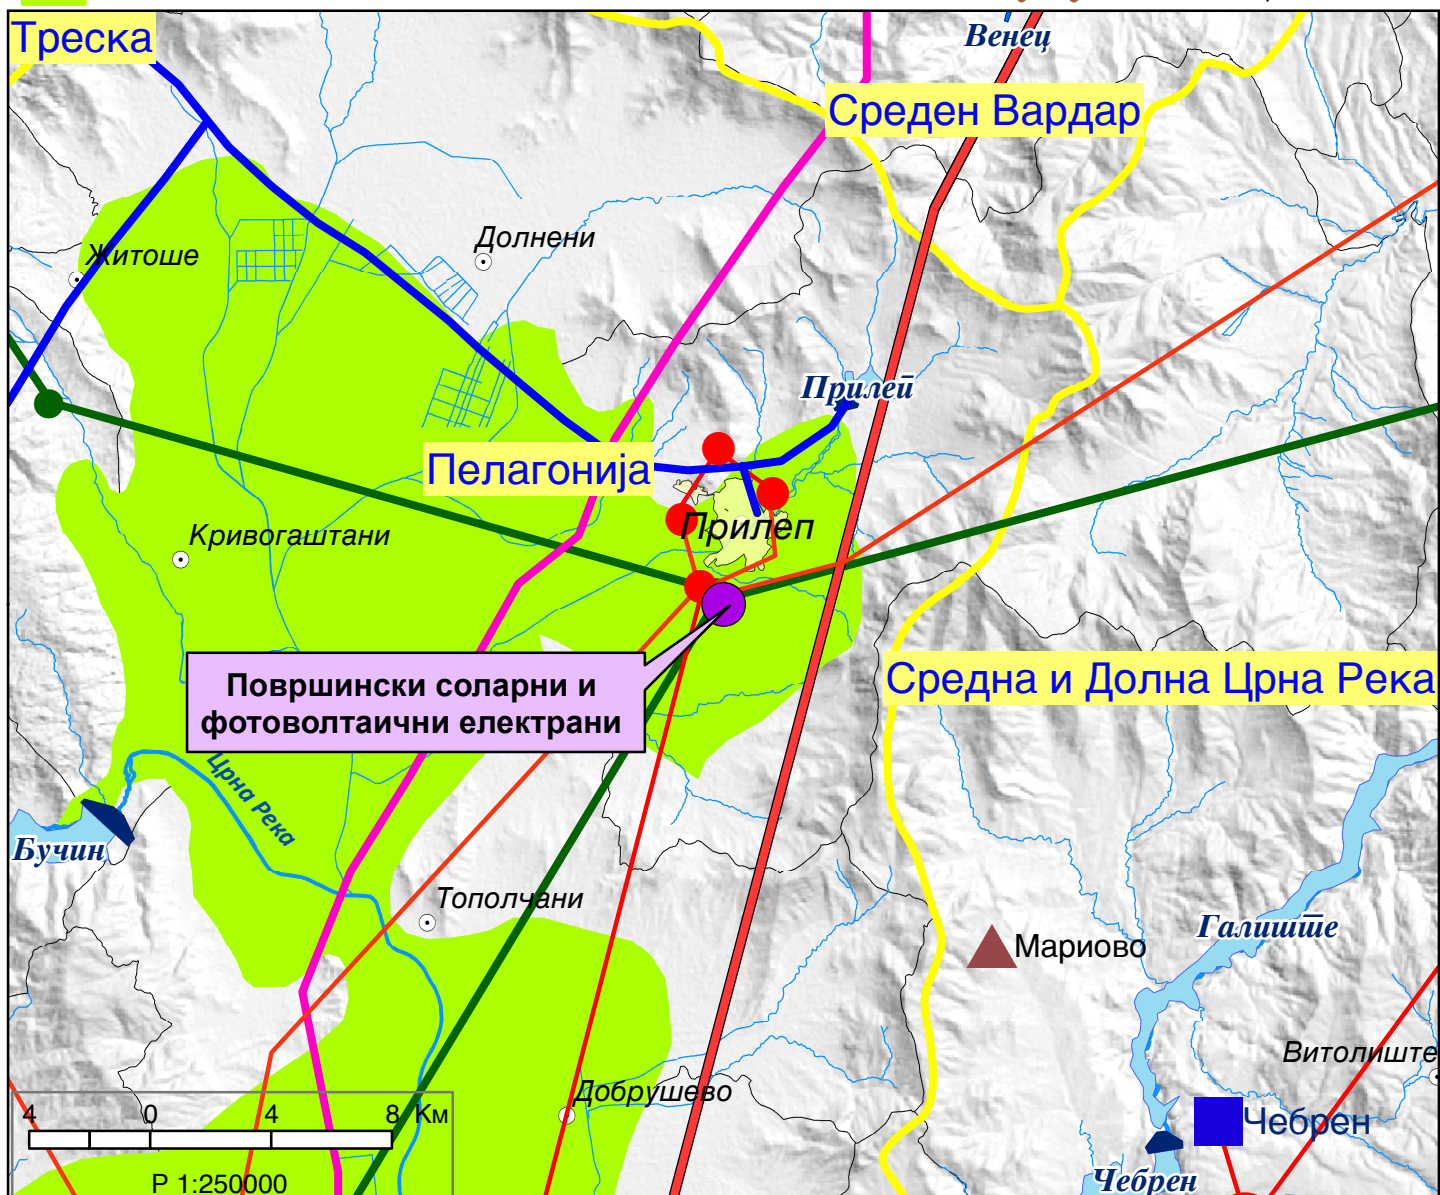 Треска
Венец
Среден Вардар
Долнени
Житоше
Прилеп
Пелагонија
Прилеп
Кривогаштани
Површински соларни и
фотоволтаични електрани
Средна и Долна Црна Река
Црна Река
Бучин
Тополчани
Галиште
Мариово
Витолиште
Добрушево
4 0 4 8 Км
Чебрен
Чебрен
Р 1:250000